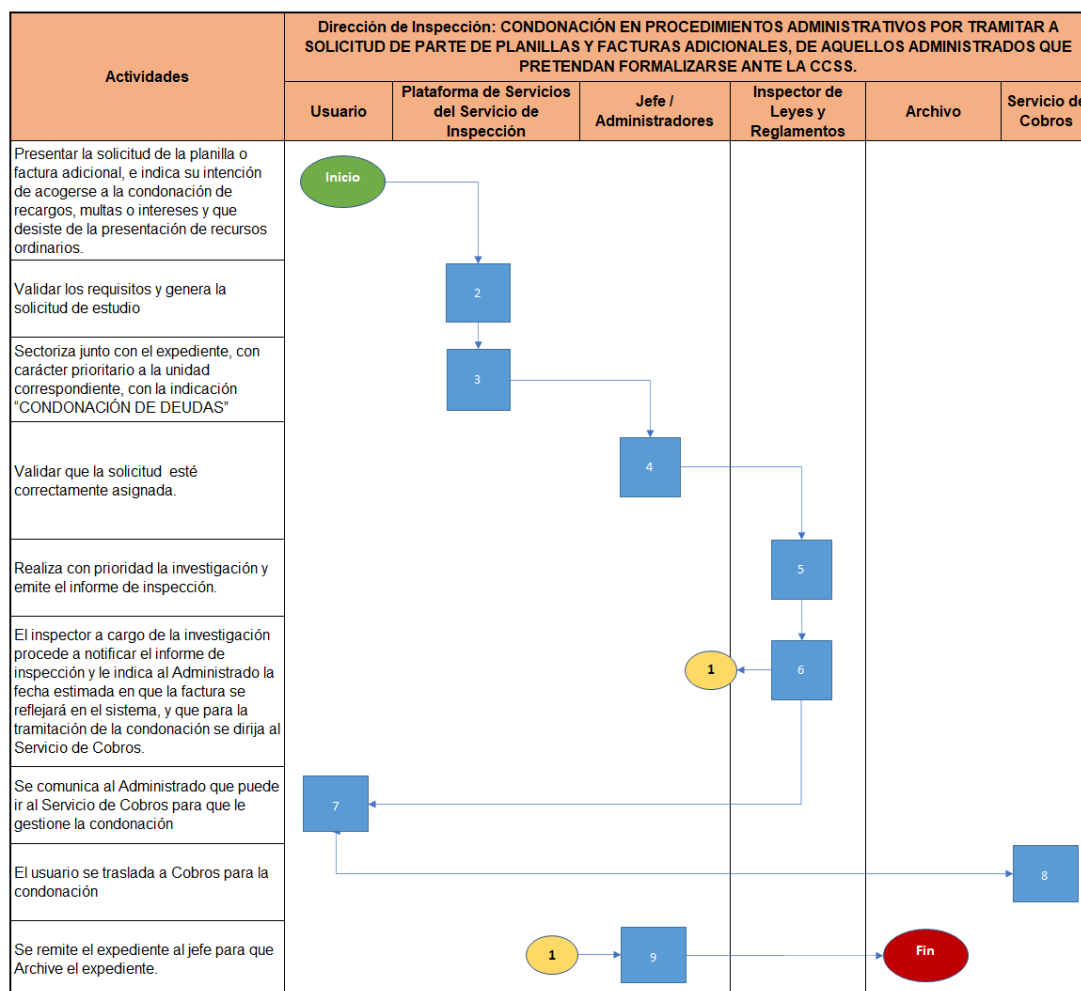 Actividades
Dirección de Inspección: CONDONACIÓN EN PROCEDIMIENTOS ADMINISTRATIVOS POR TRAMITAR A
SOLICITUD DE PARTE DE PLANILLAS Y FACTURAS ADICIONALES, DE AQUELLOS ADMINISTRADOS QUE
PRETENDAN FORMALIZARSE ANTE LA CCSS.
Usuario
Plataforma de Servicios
del Servicio de
Inspección
Jefe /
Administradores
Inspector de
Leyes y
Reglamentos
Archivo
Servicio de
Cobros
Presentar la solicitud de la planilla o
factura adicional, e indica su intención
de acogerse a la condonación de
recargos, multas o intereses y que
desiste de la presentación de recursos
ordinarios.
Inicio
Validar los requisitos y genera la
solicitud de estudio
2
Sectoriza junto con el expediente, con
carácter prioritario a la unidad
correspondiente, con la indicación
"CONDONACIÓN DE DEUDAS"
3
Validar que la solicitud esté
correctamente asignada.
4
Realiza con prioridad la investigación y
emite el informe de inspección.
5
El inspector a cargo de la investigación
procede a notificar el informe de
inspección y le indica al Administrado la
fecha estimada en que la factura se
reflejará en el sistema, y que para la
tramitación de la condonación se dirija al
Servicio de Cobros.
1
6
Se comunica al Administrado que puede
ir al Servicio de Cobros para que le
gestione la condonación
7
El usuario se traslada a Cobros para la
condonación
8
Se remite el expediente al jefe para que
Archive el expediente.
1
9
Fin